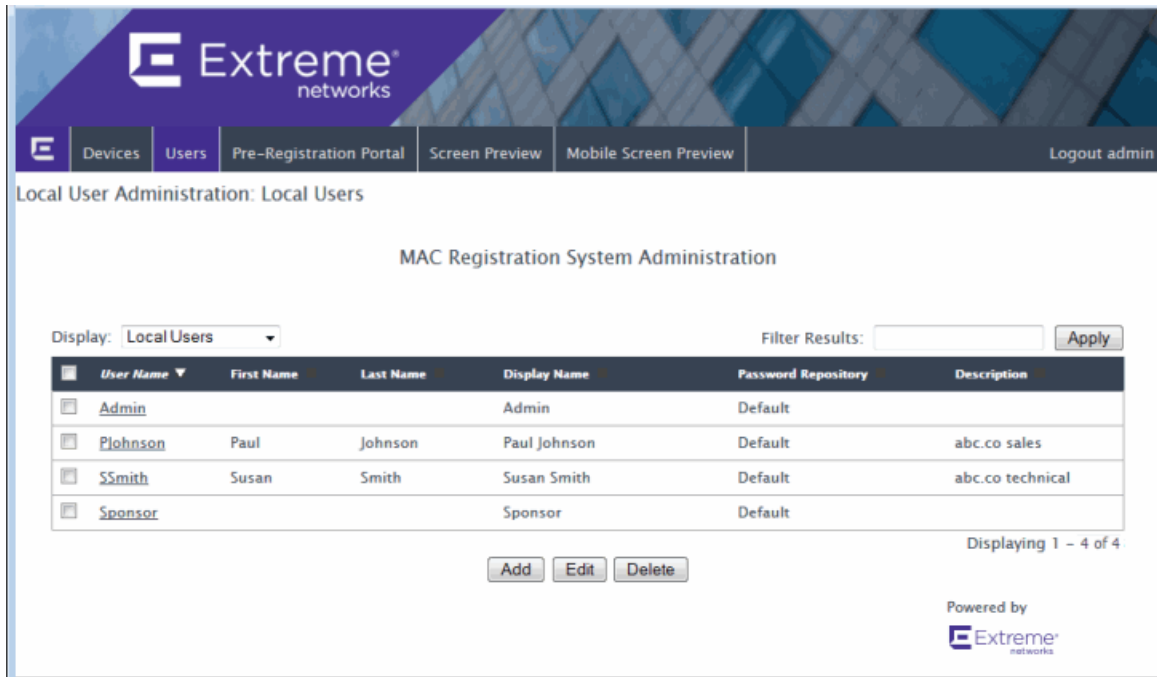 Extreme®
networks
Devices Users Pre-Registration Portal Screen Preview Mobile Screen Preview Logout admin
Local User Administration: Local Users
MAC Registration System Administration
Display: Local Users Filter Results: Apply
User Name ▼ First Name Last Name Display Name Password Repository Description
Admin Admin Default
PJohnson Paul Johnson Paul Johnson Default abc.co sales
SSmith Susan Smith Susan Smith Default abc.co technical
Sponsor Sponsor Default
Displaying 1 - 4 of 4
Add Edit Delete
Powered by
Extreme®
networks